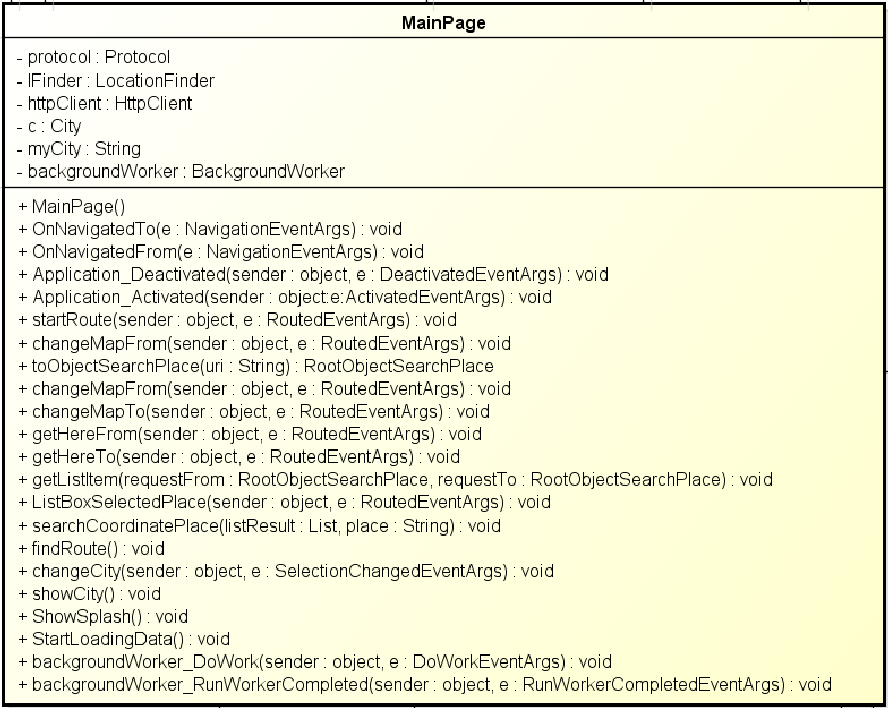 MainPage
- protocol : Protocol
- lFinder : LocationFinder
- httpClient : HttpClient
- c : City
- myCity : String
- backgroundWorker : BackgroundWorker
+ MainPage()
+ OnNavigatedTo(e : NavigationEventArgs) : void
+ OnNavigatedFrom(e : NavigationEventArgs) : void
+ Application_Deactivated(sender : object, e : DeactivatedEventArgs) : void
+ Application_Activated(sender : object:e:ActivatedEventArgs) : void
+ startRoute(sender : object, e : RoutedEventArgs) : void
+ changeMapFrom(sender : object, e : RoutedEventArgs) : void
+ toObjectSearchPlace(uri : String) : RootObjectSearchPlace
+ changeMapFrom(sender : object, e : RoutedEventArgs) : void
+ changeMapTo(sender : object, e : RoutedEventArgs) : void
+ getHereFrom(sender : object, e : RoutedEventArgs) : void
+ getHereTo(sender : object, e : RoutedEventArgs) : void
+ getListItem(requestFrom : RootObjectSearchPlace, requestTo : RootObjectSearchPlace) : void
+ ListBoxSelectedPlace(sender : object, e : RoutedEventArgs) : void
+ searchCoordinatePlace(listResult : List, place : String) : void
+ findRoute() : void
+ changeCity(sender : object, e : SelectionChangedEventArgs) : void
+ showCity() : void
+ ShowSplash() : void
+ StartLoadingData() : void
+ backgroundWorker_DoWork(sender : object, e : DoWorkEventArgs) : void
+ backgroundWorker_RunWorkerCompleted(sender : object, e : RunWorkerCompletedEventArgs) : void